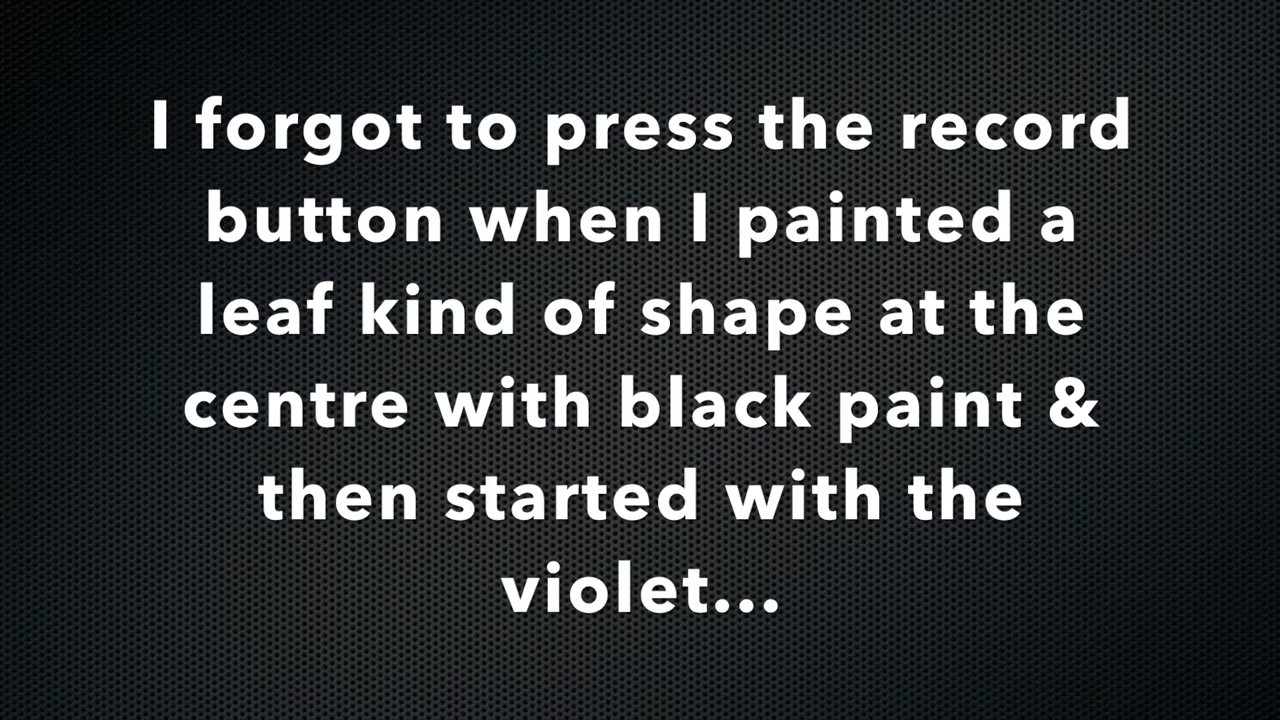 I forgot to press the record
button when I painted a
leaf kind of shape at the
centre with black paint &
then started with the
violet...